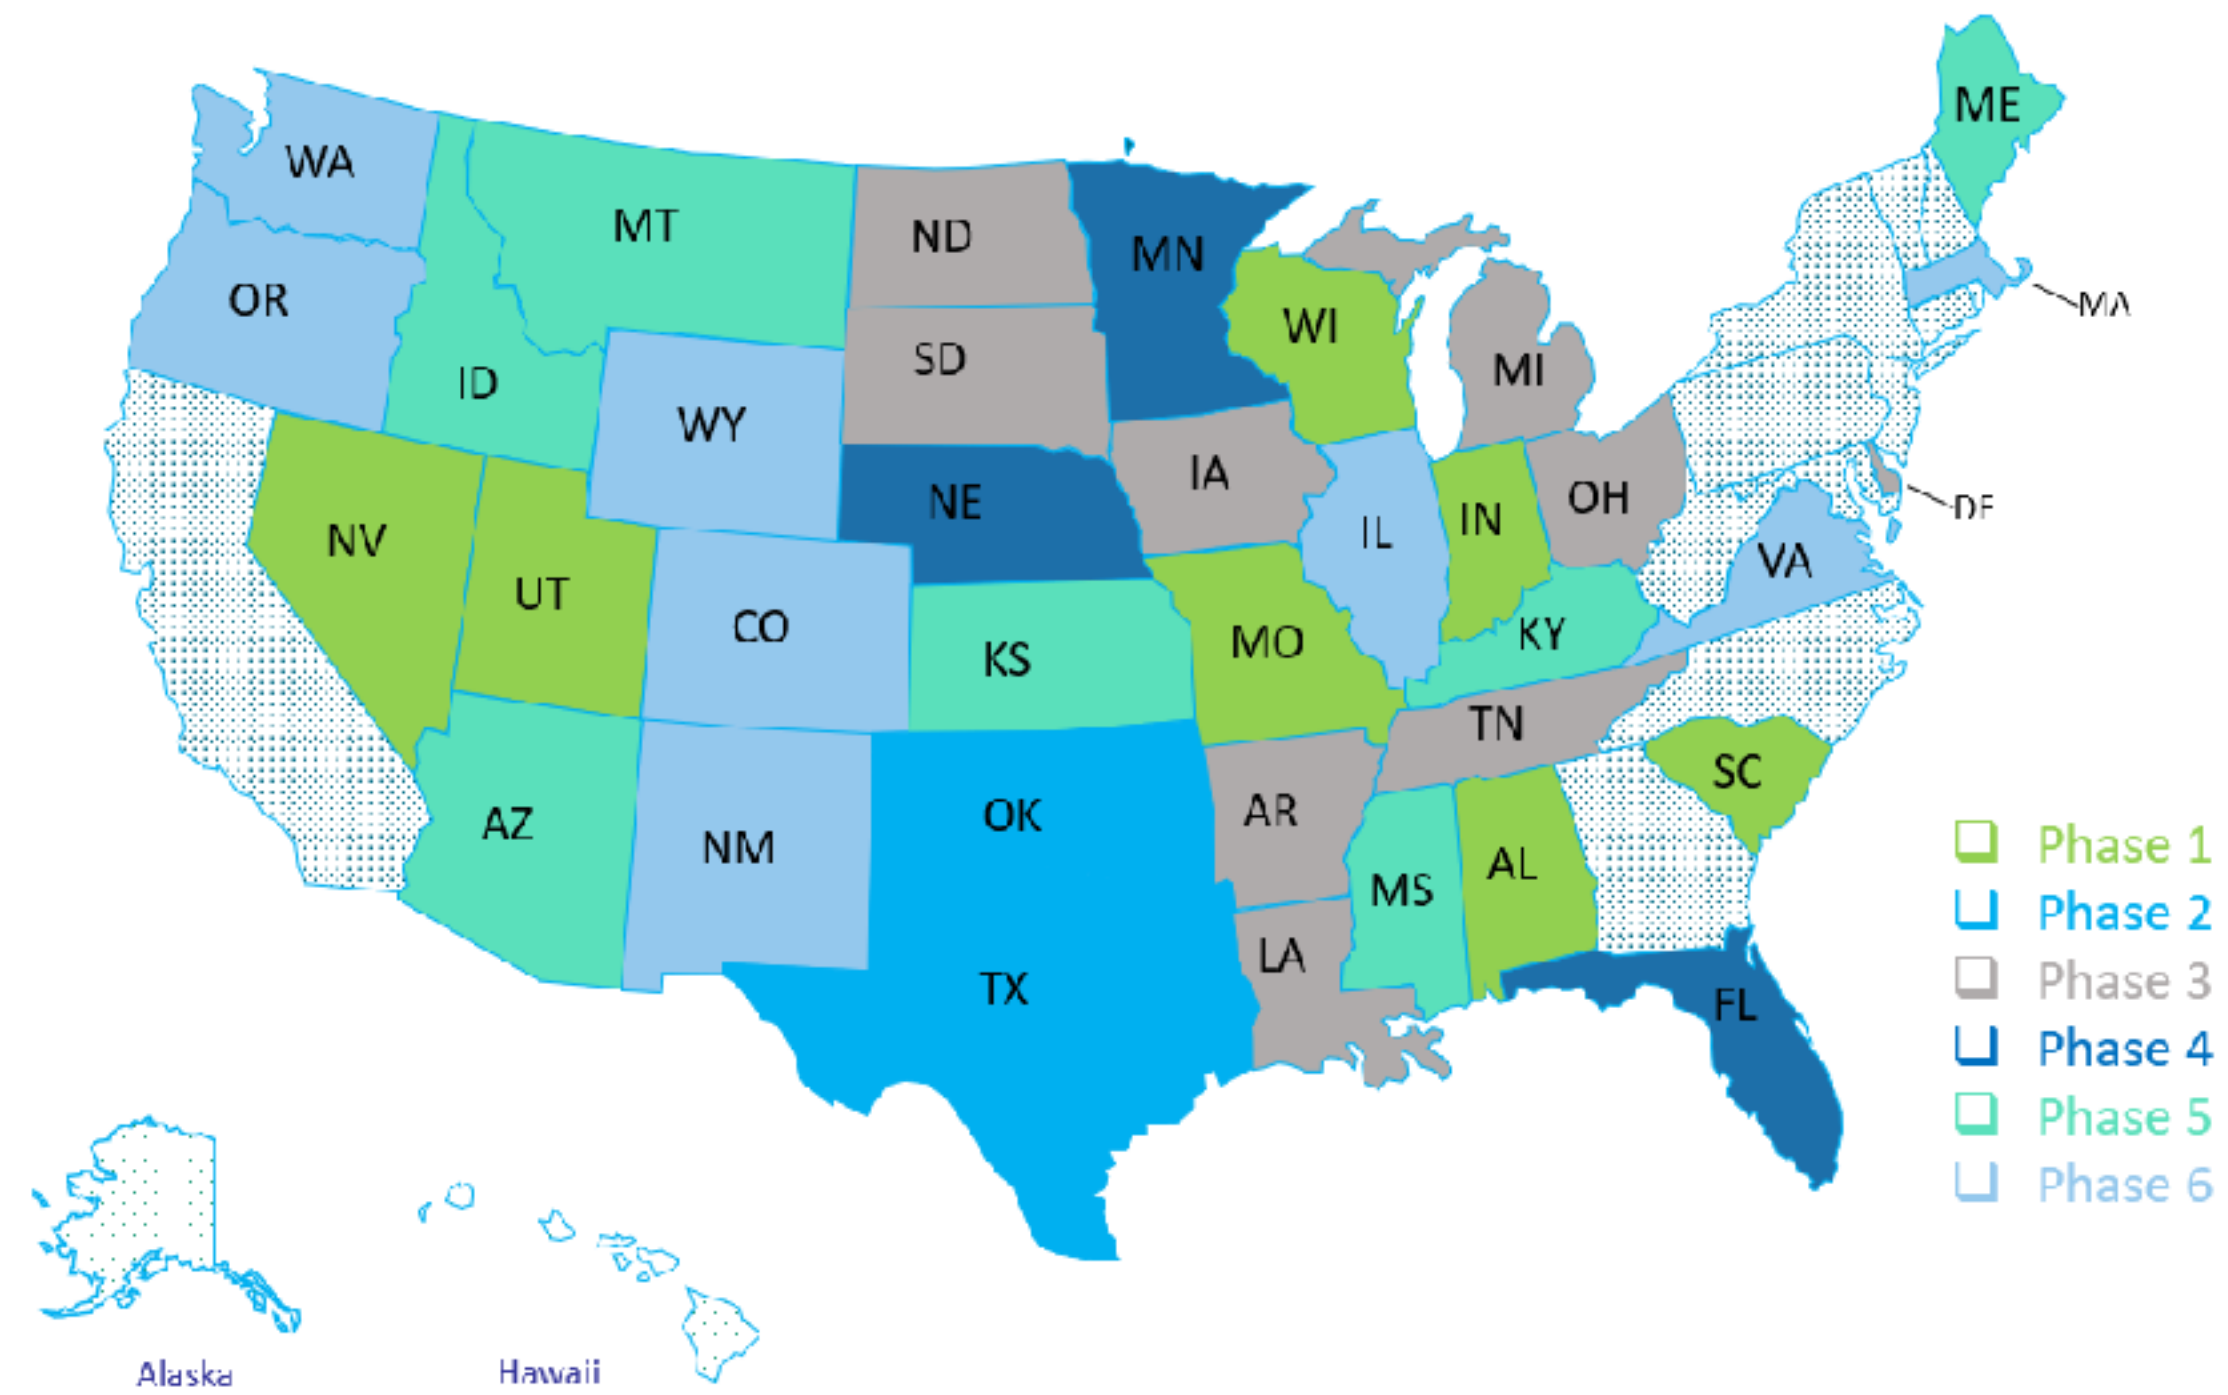 ME
WA
MT
ND
MN
OR
MA
WI
SD
MI
ID
WY
IA
NE
OH
DE
IN
NV
IL
VA
UT
CO
KY
MO
KS
TN
SC
AZ
OK
AR
NM
AL
MS
LA
TX
FL
Phase 1
Phase 2
Phase 3
Phase 4
Phase 5
Phase 6
Alaska
Hawaii